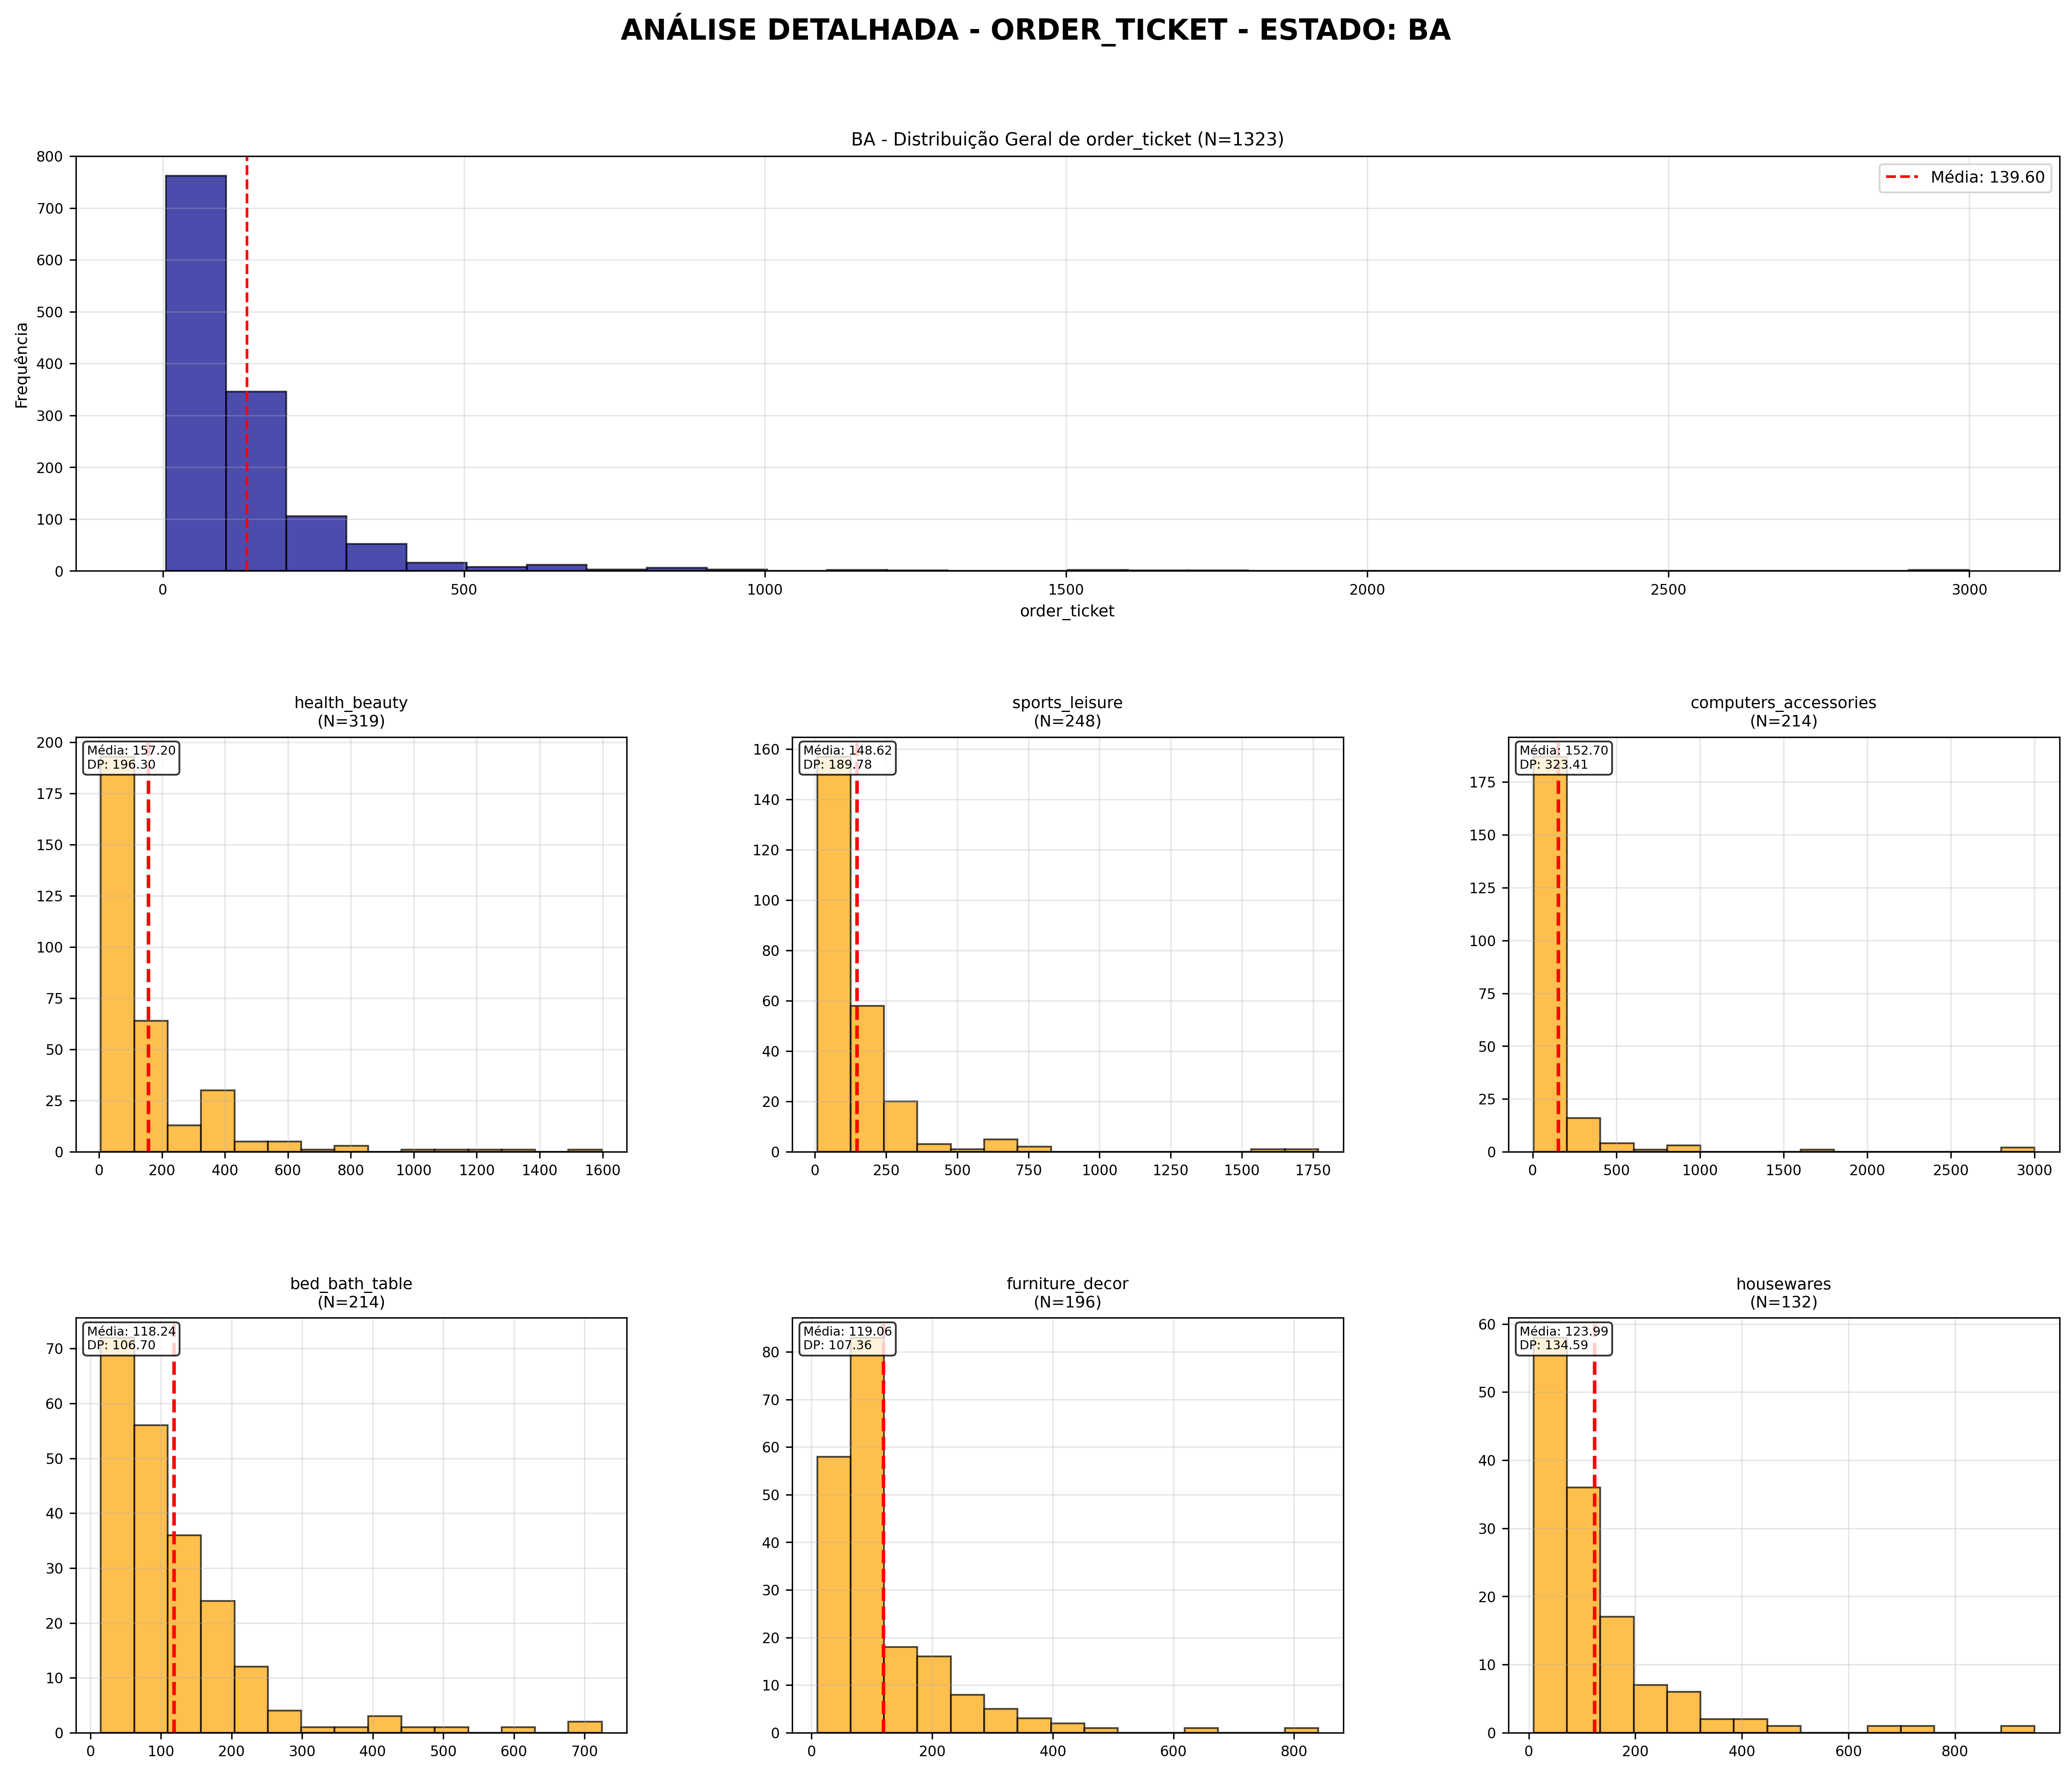 ANÁLISE DETALHADA - ORDER_TICKET - ESTADO: BA
BA - Distribuição Geral de order_ticket (N=1323)
Média: 139.60
Frequência
800
700
600
500
400
300
200
100
0
0 500 1000 1500 2000 2500 3000
order_ticket
health_beauty
(N=319)
Média: 157.20
DP: 196.30
200
175
150
125
100
75
50
25
0
0 200 400 600 800 1000 1200 1400 1600
sports_leisure
(N=248)
Média: 148.62
DP: 189.78
160
140
120
100
80
60
40
20
0
0 250 500 750 1000 1250 1500 1750
computers_accessories
(N=214)
Média: 152.70
DP: 323.41
175
150
125
100
75
50
25
0
0 500 1000 1500 2000 2500 3000
bed_bath_table
(N=214)
Média: 118.24
DP: 106.70
70
60
50
40
30
20
10
0
0 100 200 300 400 500 600 700
furniture_decor
(N=196)
Média: 119.06
DP: 107.36
80
70
60
50
40
30
20
10
0
0 200 400 600 800
housewares
(N=132)
Média: 123.99
DP: 134.59
60
50
40
30
20
10
0
0 200 400 600 800